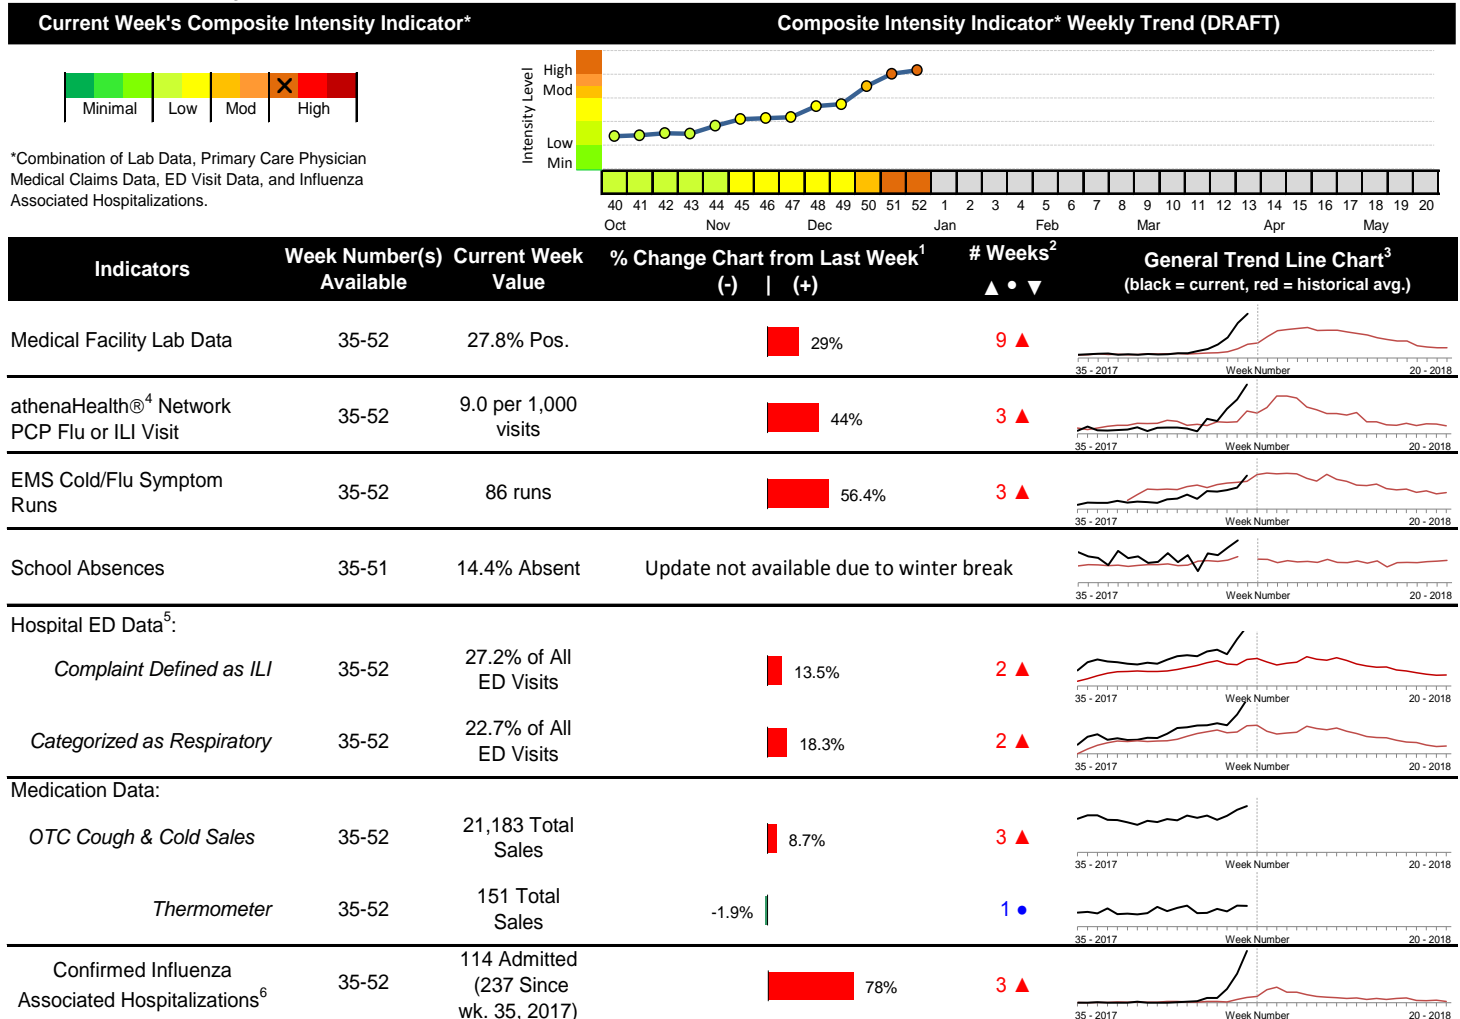 Current Week's Composite Intensity Indicator*
Composite Intensity Indicator* Weekly Trend (DRAFT)
Minimal Low Mod High
*Combination of Lab Data, Primary Care Physician
Medical Claims Data, ED Visit Data, and Influenza
Associated Hospitalizations.
Intensity Level
High
Mod
Low
Min
40 41 42 43 44 45 46 47 48 49 50 51 52 1 2 3 4 5 6 7 8 9 10 11 12 13 14 15 16 17 18 19 20
Oct Nov Dec Jan Feb Mar Apr May
Indicators
Week Number(s)
Available
Current Week
Value
% Change Chart from Last Week1
(-) | (+)
# Weeks2
▲ ● ▼
General Trend Line Chart3
(black = current, red = historical avg.)
Medical Facility Lab Data
35-52
27.8% Pos.
29%
9 ▲
35 - 2017 Week Number 20 - 2018
athenaHealth®4 Network
PCP Flu or ILI Visit
35-52
9.0 per 1,000
visits
44%
3 ▲
35 - 2017 Week Number 20 - 2018
EMS Cold/Flu Symptom
Runs
35-52
86 runs
56.4%
3 ▲
35 - 2017 Week Number 20 - 2018
School Absences
35-51
14.4% Absent
Update not available due to winter break
35 - 2017 Week Number 20 - 2018
Hospital ED Data5:
Complaint Defined as ILI
35-52
27.2% of All
ED Visits
13.5%
2 ▲
35 - 2017 Week Number 20 - 2018
Categorized as Respiratory
35-52
22.7% of All
ED Visits
18.3%
2 ▲
35 - 2017 Week Number 20 - 2018
Medication Data:
OTC Cough & Cold Sales
35-52
21,183 Total
Sales
8.7%
3 ▲
35 - 2017 Week Number 20 - 2018
Thermometer
35-52
151 Total
Sales
-1.9%
1 ●
35 - 2017 Week Number 20 - 2018
Confirmed Influenza
Associated Hospitalizations6
35-52
114 Admitted
(237 Since
wk. 35, 2017)
78%
3 ▲
35 - 2017 Week Number 20 - 2018